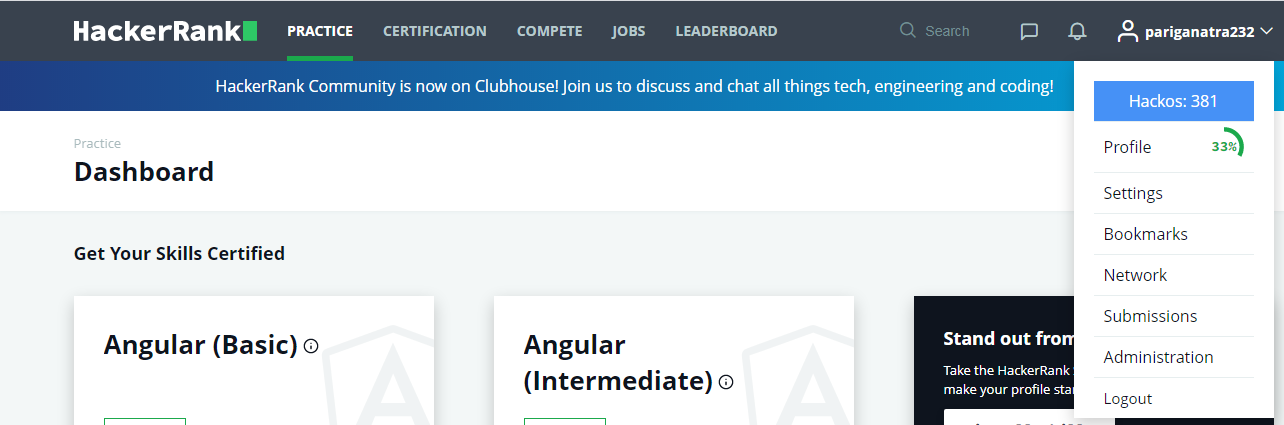 HackerRank
PRACTICE CERTIFICATION COMPETE JOBS LEADERBOARD Search pariganatra232
HackerRank Community is now on Clubhouse! Join us to discuss and chat all things tech, engineering and coding!
Hackos: 381
Profile 33%
Settings
Bookmarks
Network
Submissions
Administration
Logout
Practice
Dashboard
Get Your Skills Certified
Angular (Basic)
Angular
(Intermediate)
Stand out from
Take the HackerRank
make your profile